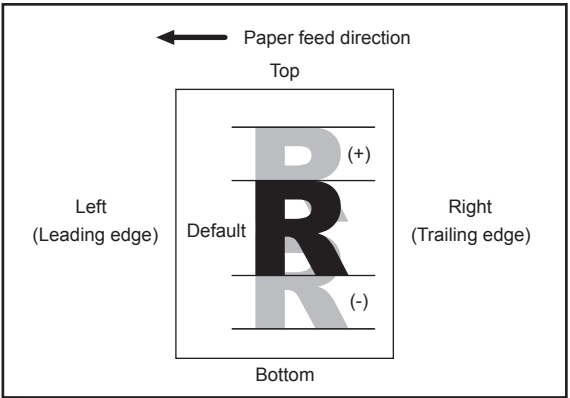 Paper feed direction
Top
(+)
Left
(Leading edge)
Default
R
Right
(Trailing edge)
(-)
Bottom